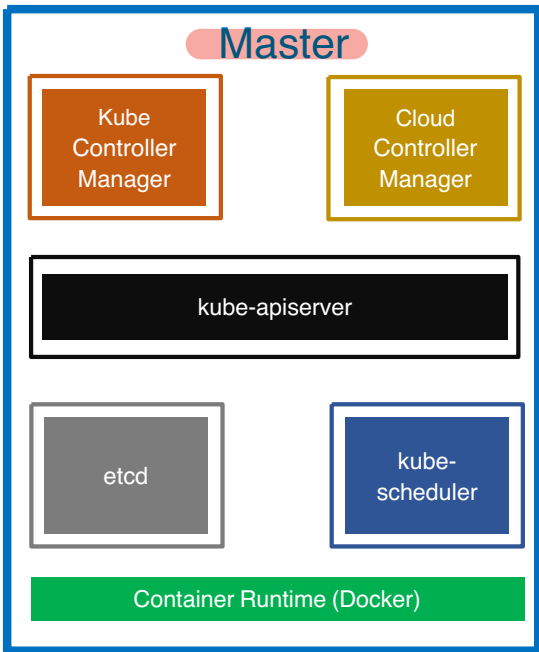 Master
Kube
Controller
Manager
Cloud
Controller
Manager
kube-apiserver
etcd
kube-
scheduler
Container Runtime (Docker)